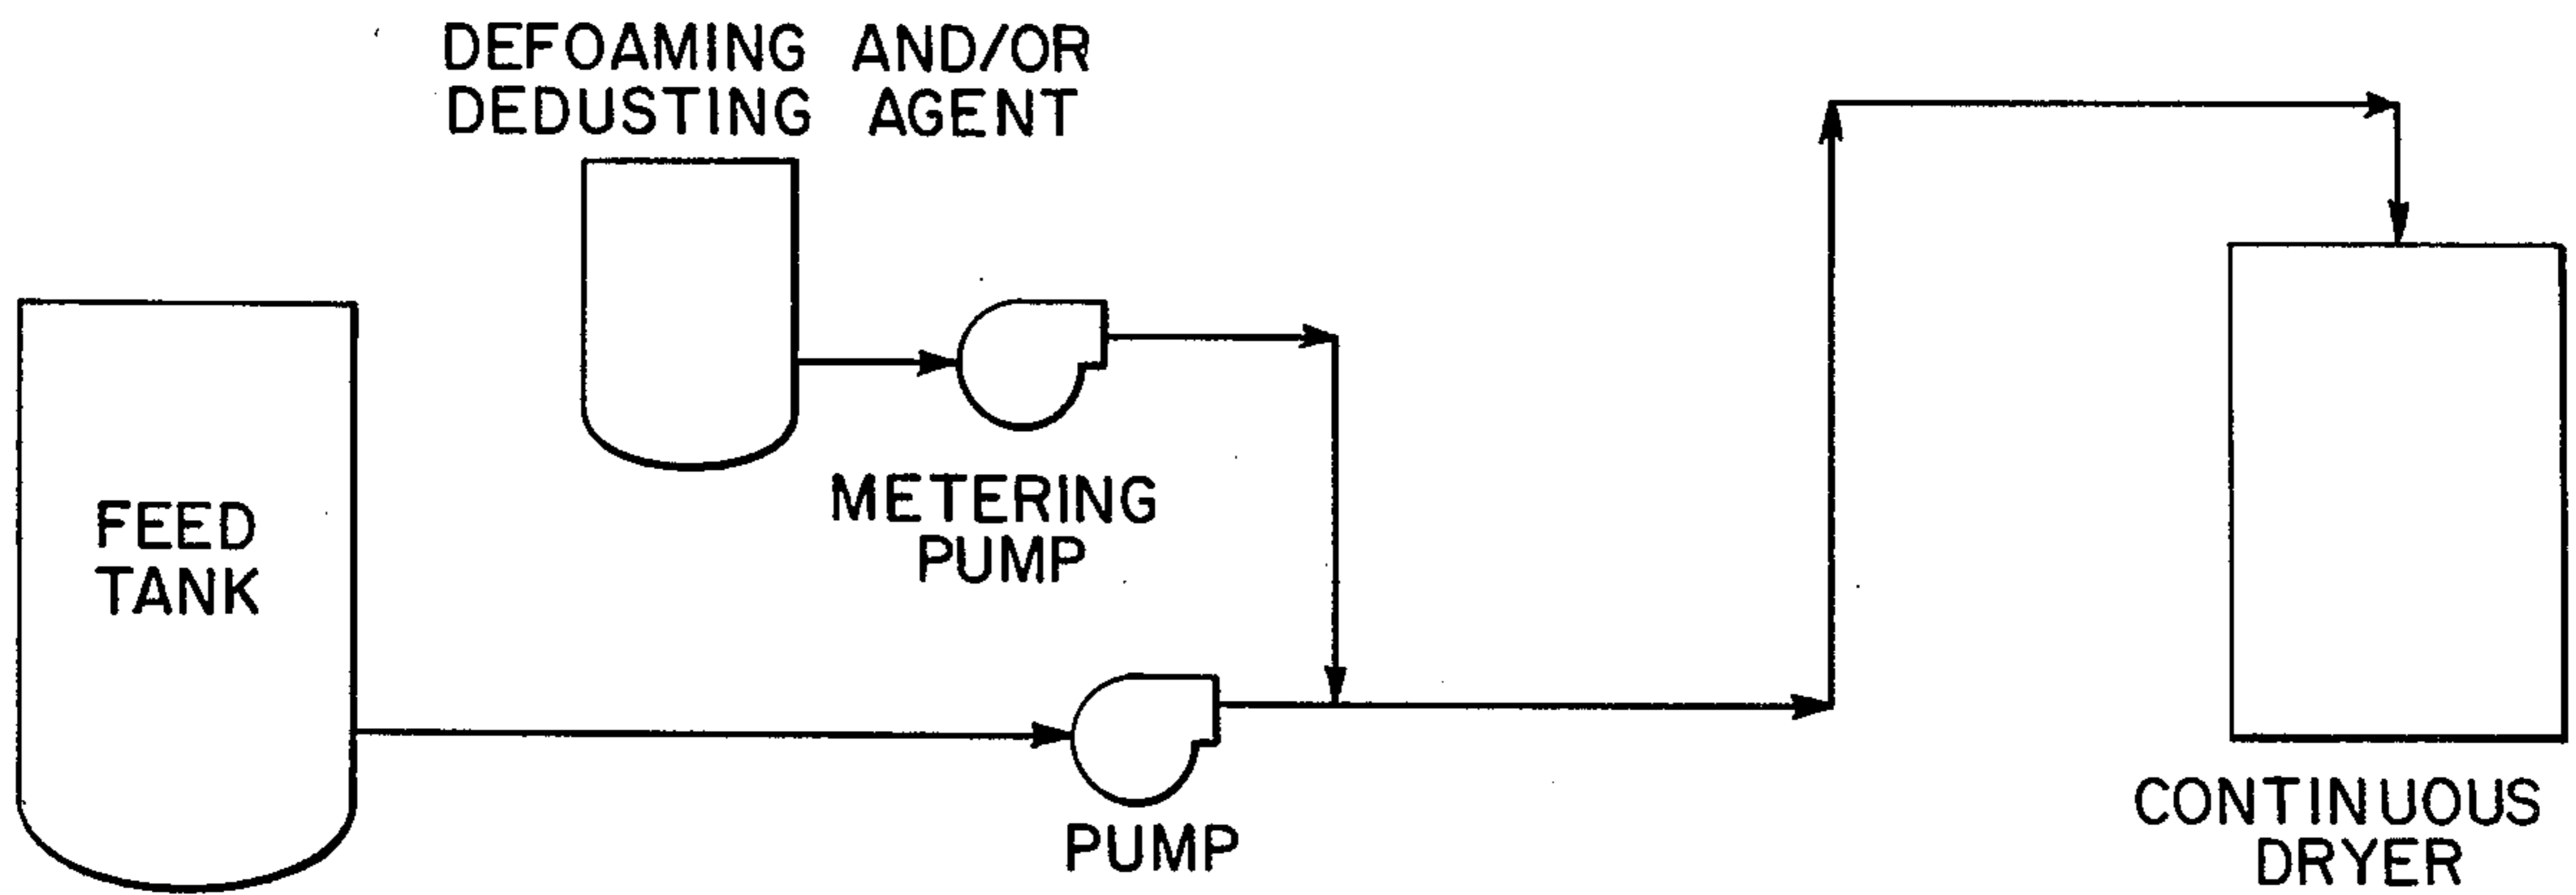 DEFOAMING AND/OR
DEDUSTING AGENT
METERING
PUMP
FEED
TANK
PUMP
CONTINUOUS
DRYER